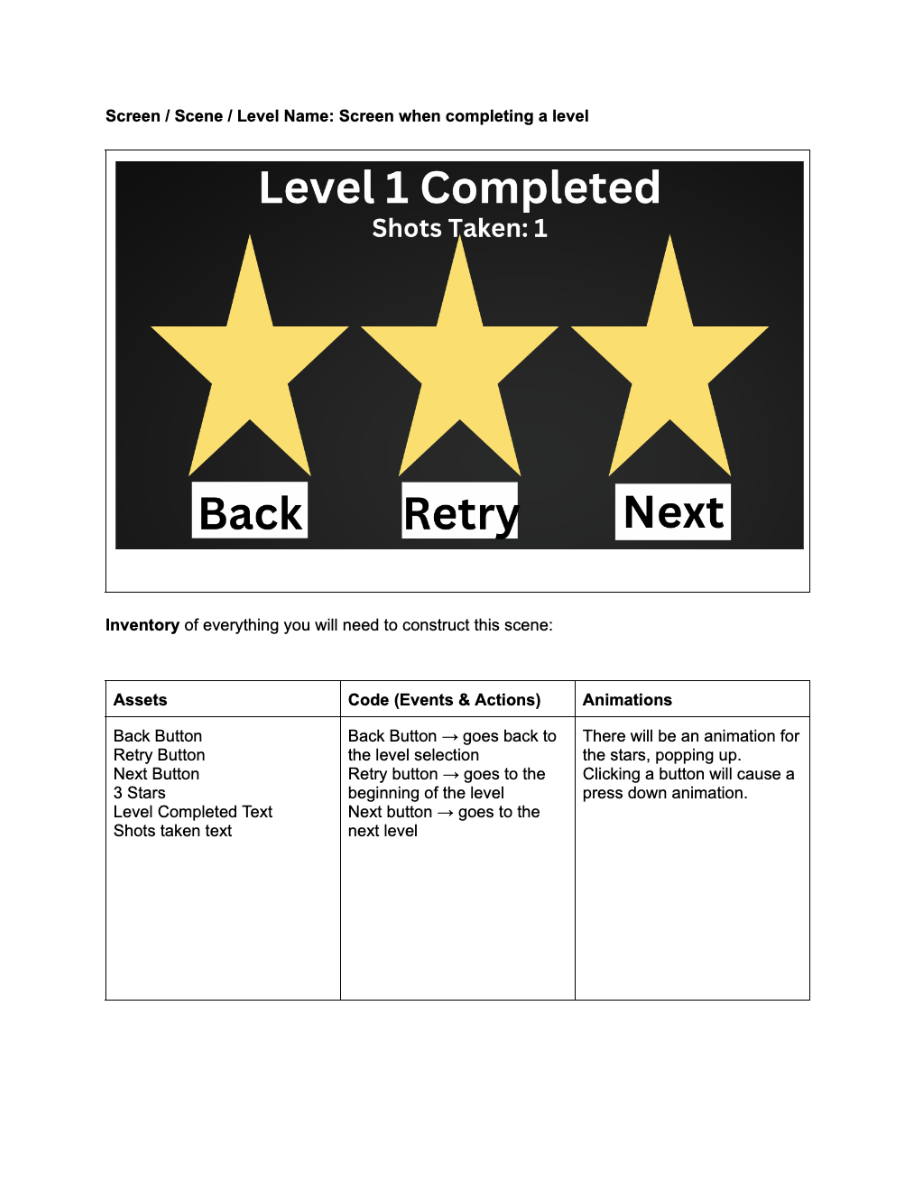 Screen / Scene / Level Name: Screen when completing a level
Level 1 Completed
Shots Taken: 1
Back
Retry
Next
Inventory of everything you will need to construct this scene:
Assets
Code (Events & Actions)
Animations
Back Button
Retry Button
Next Button
3 Stars
Level Completed Text
Shots taken text
Back Button → goes back to
the level selection
Retry button → goes to the
beginning of the level
Next button → goes to the
next level
There will be an animation for
the stars, popping up.
Clicking a button will cause a
press down animation.